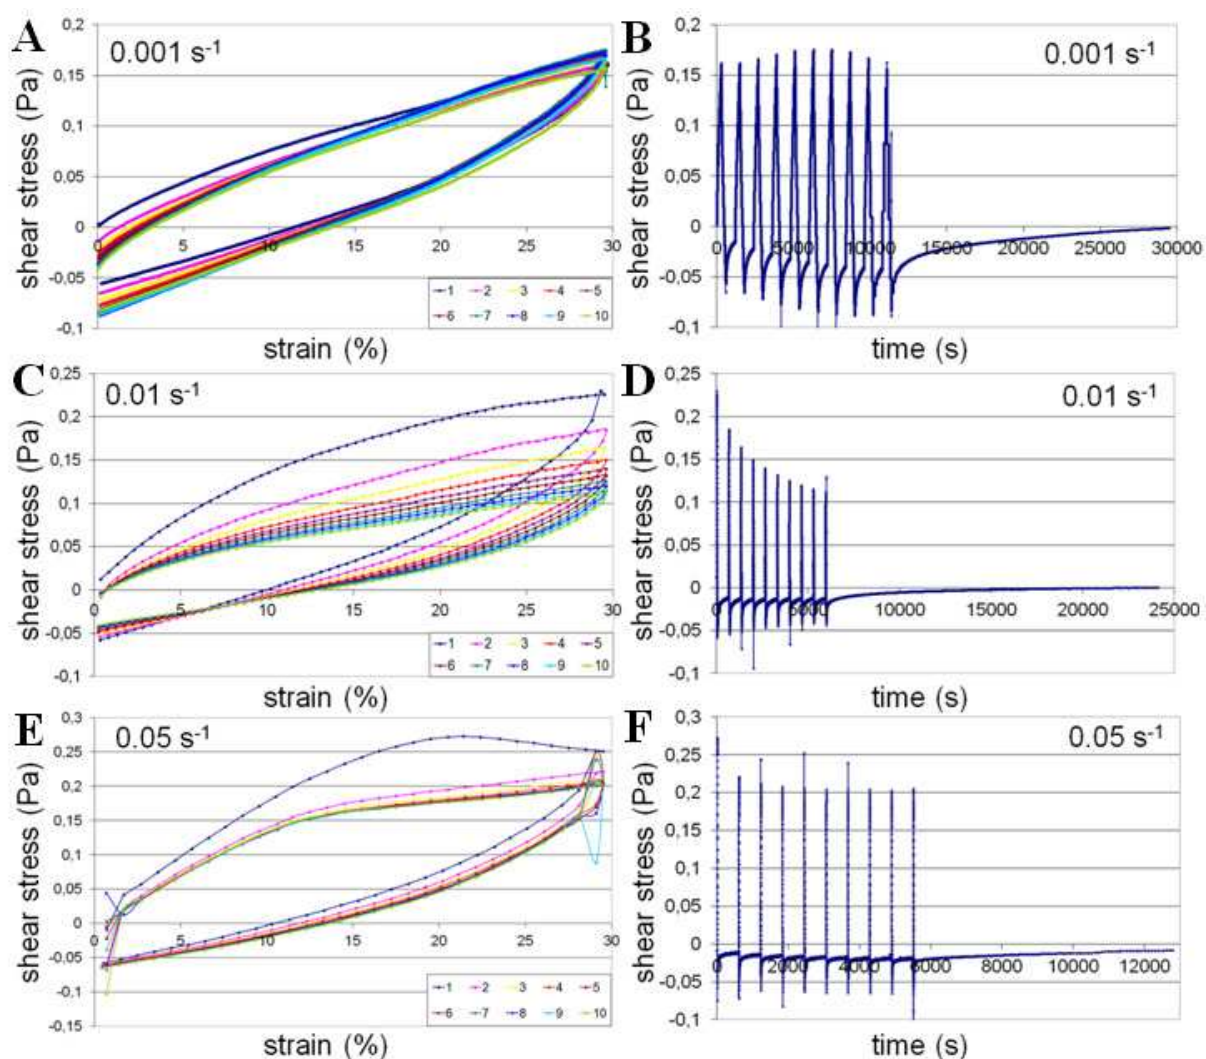 A
0.001 s⁻¹
shear stress (Pa)
0,2
0,15
0,1
0,05
0
-0,05
-0,1
0 5 10 15 20 25 30
1 2 3 4 5
6 7 8 9 10
strain (%)
B
0.001 s⁻¹
shear stress (Pa)
0,2
0,15
0,1
0,05
0
-0,05
-0,1
0 5000 10000 15000 20000 25000 30000
time (s)
C
0.01 s⁻¹
shear stress (Pa)
0,25
0,2
0,15
0,1
0,05
0
-0,05
-0,1
0 5 10 15 20 25 30
1 2 3 4 5
6 7 8 9 10
strain (%)
D
0.01 s⁻¹
shear stress (Pa)
0,25
0,2
0,15
0,1
0,05
0
-0,05
-0,1
0 5000 10000 15000 20000 25000
time (s)
E
0.05 s⁻¹
shear stress (Pa)
0,3
0,25
0,2
0,15
0,1
0,05
0
-0,05
-0,1
-0,15
0 5 10 15 20 25 30
1 2 3 4 5
6 7 8 9 10
strain (%)
F
0.05 s⁻¹
shear stress (Pa)
0,3
0,25
0,2
0,15
0,1
0,05
0
-0,05
-0,1
0 2000 4000 6000 8000 10000 12000
time (s)